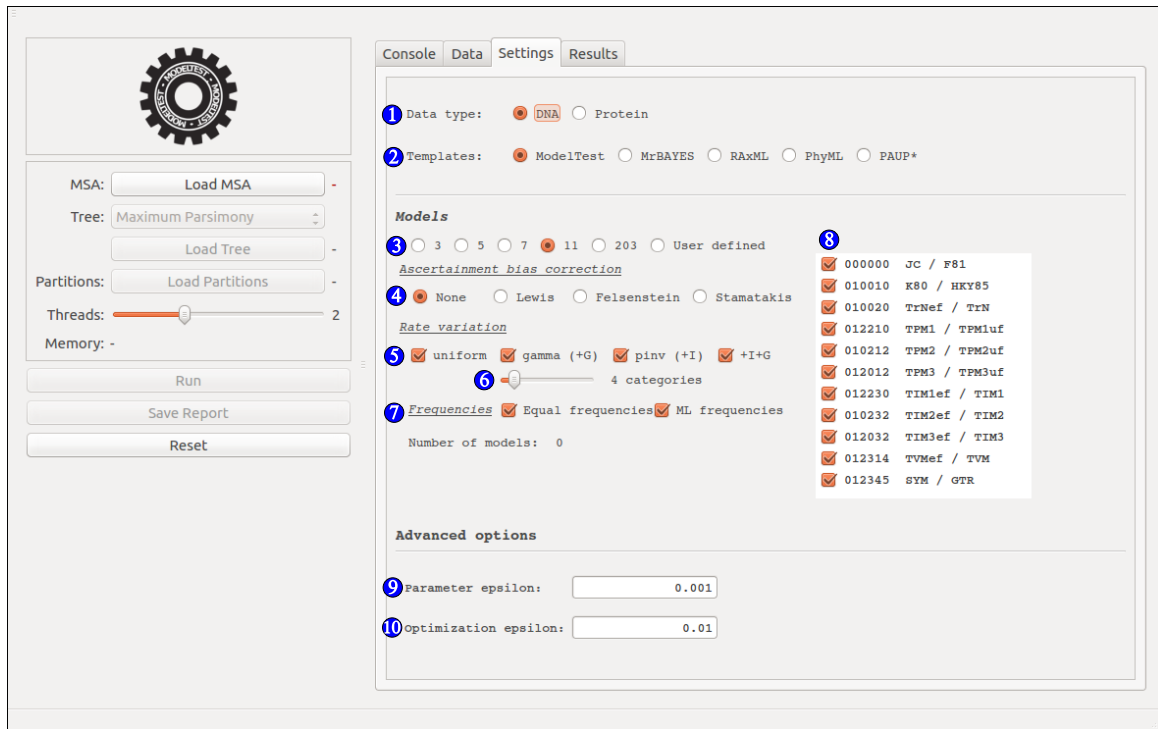 MODELTEST · MODELTEST · MODELTEST ·
MSA: Load MSA -
Tree: Maximum Parsimony
Load Tree -
Partitions: Load Partitions -
Threads: 2
Memory: -
Run
Save Report
Reset
Console Data Settings Results
1 Data type: DNA Protein
2 Templates: ModelTest MrBAYES RAxML PhyML PAUP*
Models
3 3 5 7 11 203 User defined
Ascertainment bias correction
4 None Lewis Felsenstein Stamatakis
Rate variation
5 uniform gamma (+G) pinv (+I) +I+G
6 4 categories
7 Frequencies Equal frequencies ML frequencies
Number of models: 0
8
000000 JC / F81
010010 K80 / HKY85
010020 TrNef / TrN
012210 TPM1 / TPM1uf
010212 TPM2 / TPM2uf
012012 TPM3 / TPM3uf
012230 TIM1ef / TIM1
010232 TIM2ef / TIM2
012032 TIM3ef / TIM3
012314 TVMef / TVM
012345 SYM / GTR
Advanced options
9 Parameter epsilon: 0.001
10 Optimization epsilon: 0.01